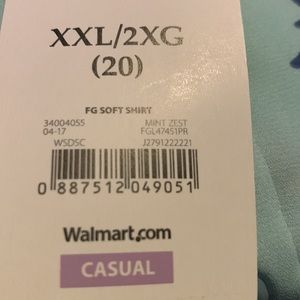 XXL/2XG
(20)
FG SOFT SHIRT
34004055 MINT ZEST
04-17 FGL47451PR
WSDSC J2791222221
0 887512 049051
Walmart.com
CASUAL